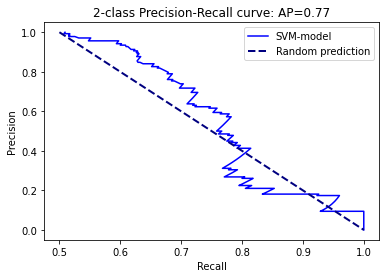 2-class Precision-Recall curve: AP=0.77
SVM-model
Random prediction
Precision
1.0
0.8
0.6
0.4
0.2
0.0
0.5 0.6 0.7 0.8 0.9 1.0
Recall